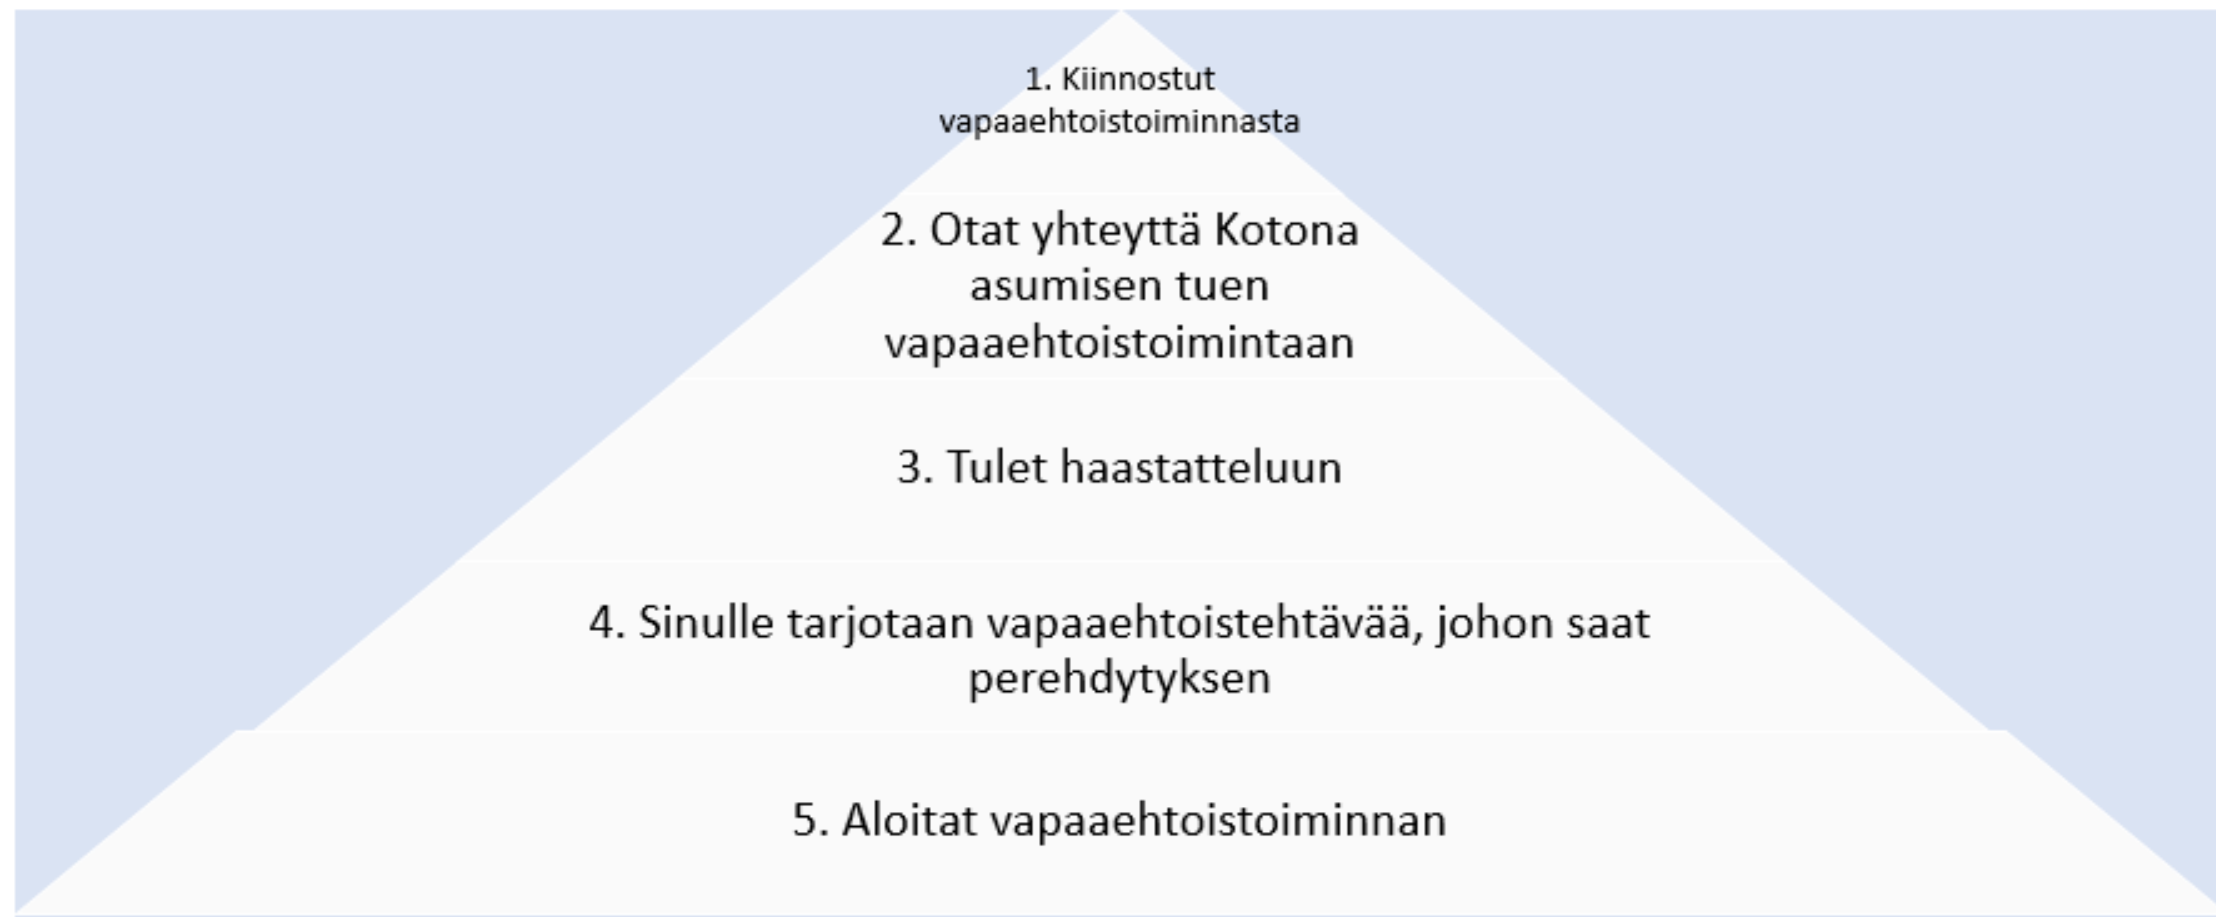 1. Kiinnostut
vapaaehtoistoiminnasta
2. Otat yhteyttä Kotona
asumisen tuen
vapaaehtoistoimintaan
3. Tulet haastatteluun
4. Sinulle tarjotaan vapaaehtoistehtävää, johon saat
perehdytyksen
5. Aloitat vapaaehtoistoiminnan